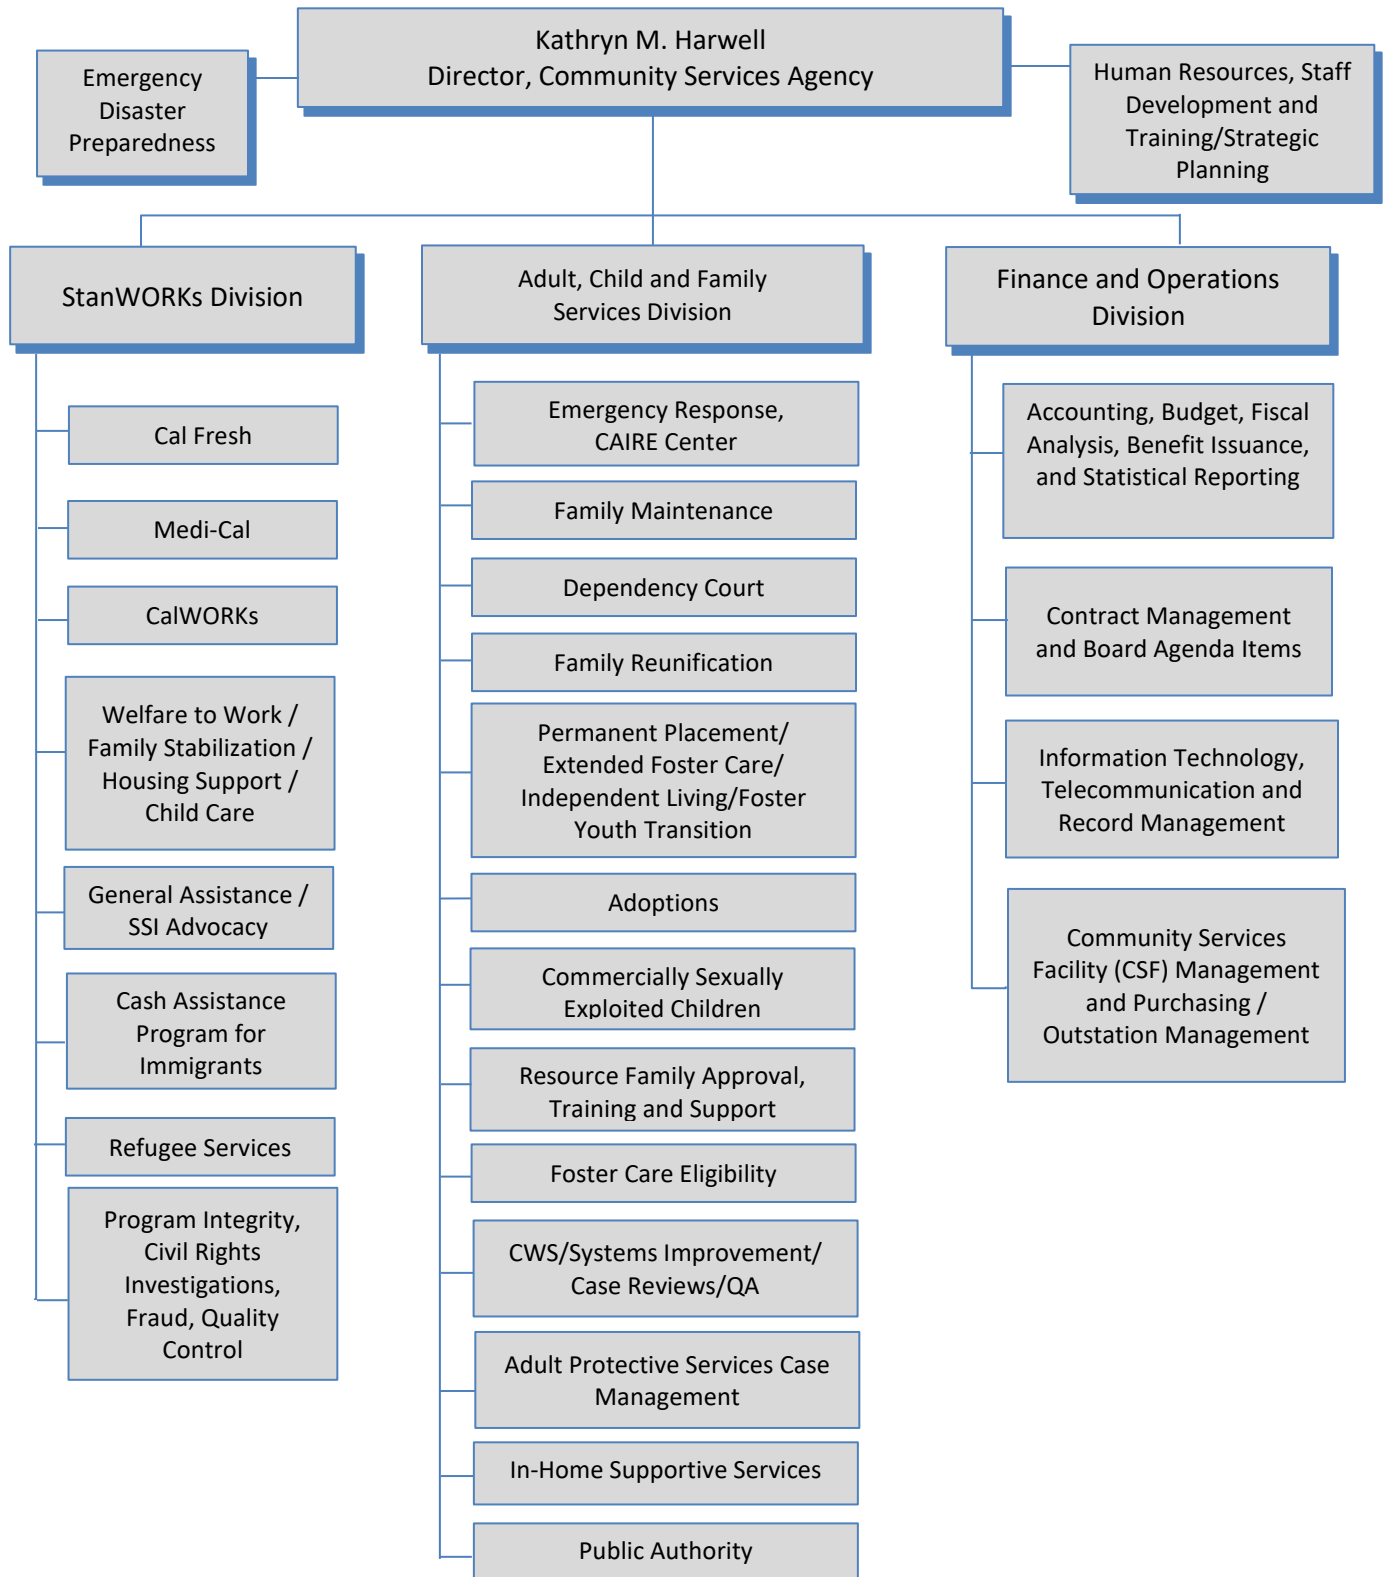 Kathryn M. Harwell
Director, Community Services Agency
Emergency
Disaster
Preparedness
Human Resources, Staff
Development and
Training/Strategic
Planning
StanWORKs Division
Cal Fresh
Medi-Cal
CalWORKs
Welfare to Work /
Family Stabilization /
Housing Support /
Child Care
General Assistance /
SSI Advocacy
Cash Assistance
Program for
Immigrants
Refugee Services
Program Integrity,
Civil Rights
Investigations,
Fraud, Quality
Control
Adult, Child and Family
Services Division
Emergency Response,
CAIRE Center
Family Maintenance
Dependency Court
Family Reunification
Permanent Placement/
Extended Foster Care/
Independent Living/Foster
Youth Transition
Adoptions
Commercially Sexually
Exploited Children
Resource Family Approval,
Training and Support
Foster Care Eligibility
CWS/Systems Improvement/
Case Reviews/QA
Adult Protective Services Case
Management
In-Home Supportive Services
Public Authority
Finance and Operations
Division
Accounting, Budget, Fiscal
Analysis, Benefit Issuance,
and Statistical Reporting
Contract Management
and Board Agenda Items
Information Technology,
Telecommunication and
Record Management
Community Services
Facility (CSF) Management
and Purchasing /
Outstation Management